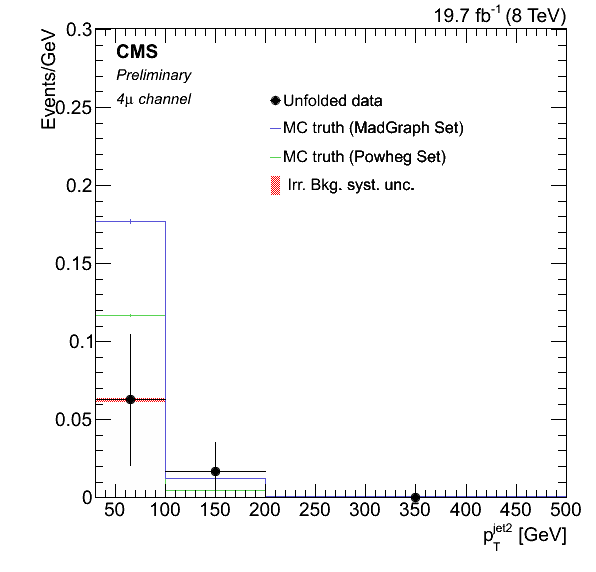 19.7 fb⁻¹ (8 TeV)
Events/GeV
CMS
Preliminary
4μ channel
Unfolded data
MC truth (MadGraph Set)
MC truth (Powheg Set)
Irr. Bkg. syst. unc.
0.3
0.25
0.2
0.15
0.1
0.05
0
50 100 150 200 250 300 350 400 450 500
p_T^jet2 [GeV]